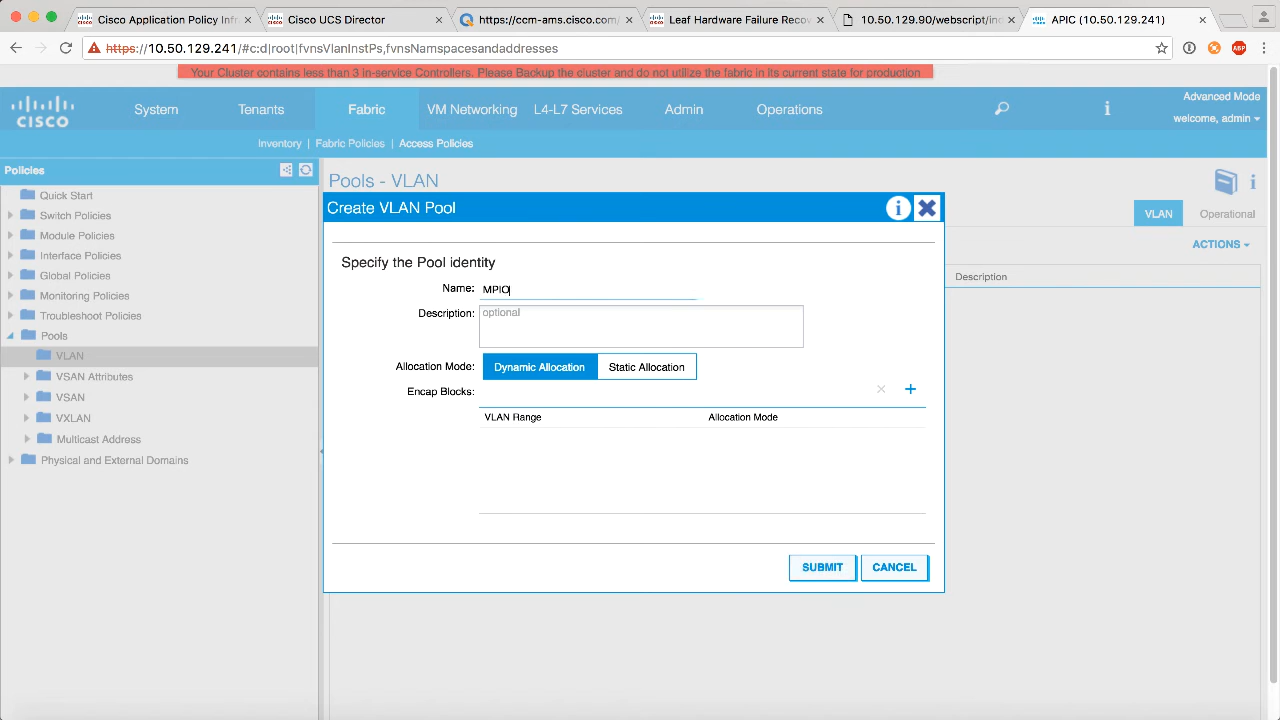 Cisco Application Policy Infr
Cisco UCS Director
https://com-ams.cisco.com/
Leaf Hardware Failure
cov
10.50.129.90/webscript/ind
APIC (10.50.129.241)
https://10.50.129.241/#c:d|root|fvnsVlanInstPs,fvnsNamspacesandaddresses
ABP
Your Cluster contains less than 3 In-service Controllers. Please Backup the cluster and do not utilize the fabric in its current state for production
CISCO
System
Tenants
Fabric
VM Networking
L4-L7 Services
Admin
Operations
i
Advanced Mode
welcome, admin
Inventory | Fabric Policies | Access Policies
Policies
Quick Start
Switch Policies
Module Policies
Interface Policies
Global Policies
Monitoring Policies
Troubleshoot Policies
Pools
VLAN
VSAN Attributes
VSAN
VXLAN
Multicast Address
Physical and External Domains
Pools - VLAN
i
VLAN
Operational
ACTIONS
Description
Create VLAN Pool
i
Specify the Pool identity
Name: MPIO
Description: optional
Allocation Mode: Dynamic Allocation Static Allocation
Encap Blocks:
VLAN Range
Allocation Mode
SUBMIT
CANCEL